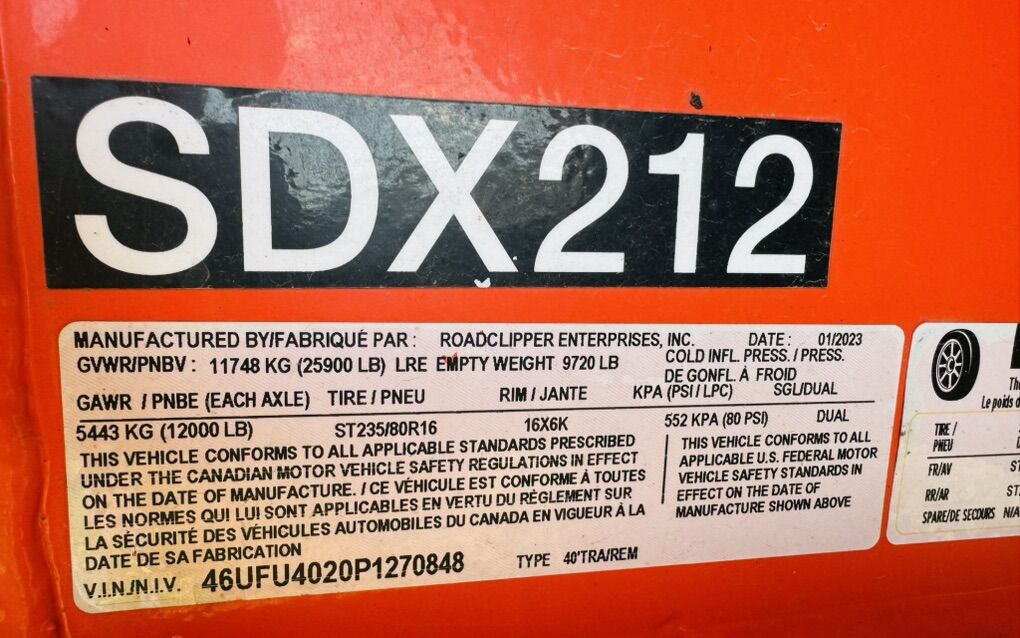 SDX212
MANUFACTURED BY/FABRIQUÉ PAR : ROADCLIPPER ENTERPRISES, INC. DATE : 01/2023
GVWR/PNBV : 11748 KG (25900 LB) LRE EMPTY WEIGHT 9720 LB
COLD INFL. PRESS. / PRESS.
DE GONFL. À FROID
GAWR / PNBE (EACH AXLE) TIRE / PNEU RIM / JANTE KPA (PSI / LPC) SGL/DUAL
5443 KG (12000 LB) ST235/80R16 16X6K 552 KPA (80 PSI) DUAL
THIS VEHICLE CONFORMS TO ALL APPLICABLE STANDARDS PRESCRIBED
UNDER THE CANADIAN MOTOR VEHICLE SAFETY REGULATIONS IN EFFECT
ON THE DATE OF MANUFACTURE. / CE VÉHICULE EST CONFORME À TOUTES
LES NORMES QUI LUI SONT APPLICABLES EN VERTU DU RÈGLEMENT SUR
LA SÉCURITÉ DES VÉHICULES AUTOMOBILES DU CANADA EN VIGUEUR À LA
DATE DE SA FABRICATION
THIS VEHICLE CONFORMS TO ALL
APPLICABLE U.S. FEDERAL MOTOR
VEHICLE SAFETY STANDARDS IN
EFFECT ON THE DATE OF
MANUFACTURE SHOWN ABOVE
V.I.N./N.I.V. 46UFU4020P1270848 TYPE 40'TRA/REM
Le poids
TIRE /
PNEU
FR/AV
RR/AR
SPARE/DE SECOURS